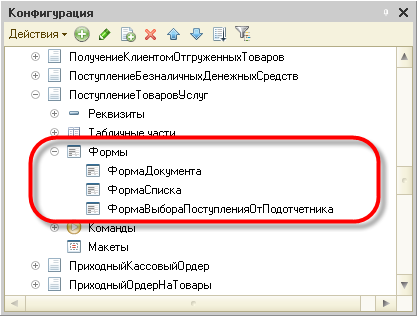 Конфигурация
Действия
ПолучениеКлиентомОтгруженныхТоваров
ПоступлениеБезналичныхДенежныхСредств
ПоступлениеТоваровУслуг
Реквизиты
Табличные части
Формы
ФормаДокумента
ФормаСписка
ФормаВыбораПоступленияОтПодотчетника
Команды
Макеты
ПриходныйКассовыйОрдер
ПриходныйОрдерНаТовары